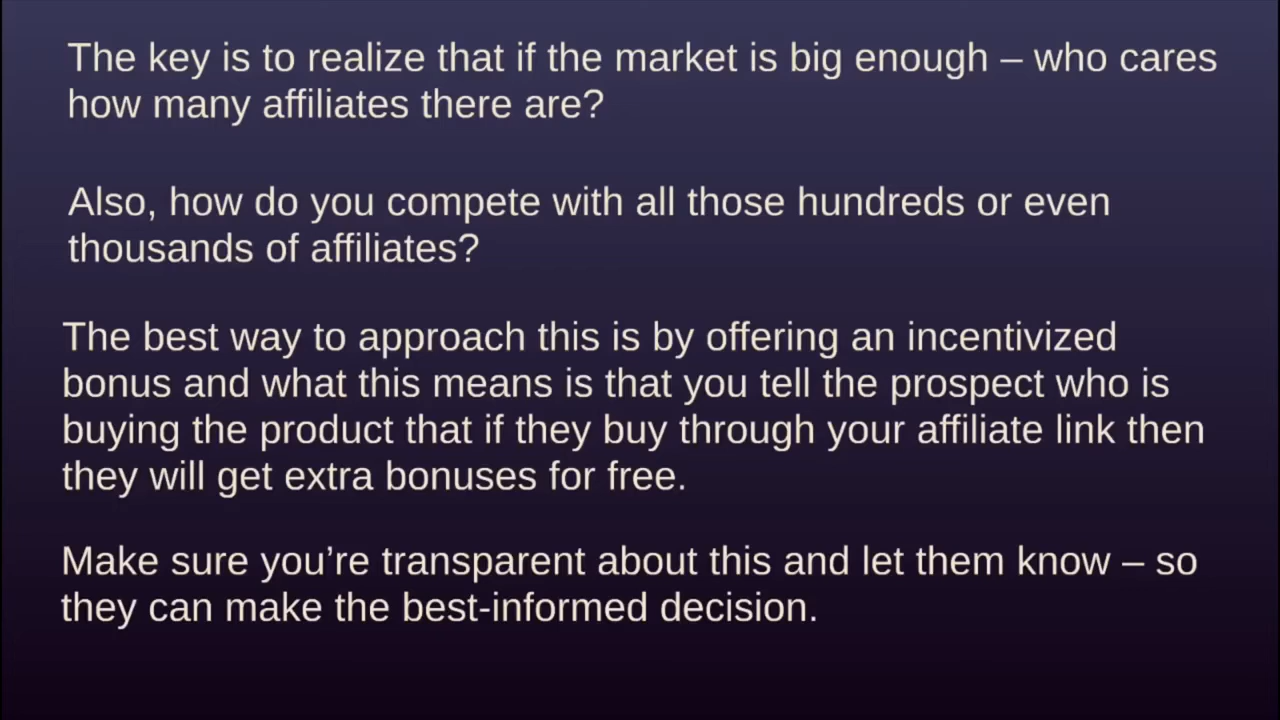 The key is to realize that if the market is big enough – who cares
how many affiliates there are?
Also, how do you compete with all those hundreds or even
thousands of affiliates?
The best way to approach this is by offering an incentivized
bonus and what this means is that you tell the prospect who is
buying the product that if they buy through your affiliate link then
they will get extra bonuses for free.
Make sure you’re transparent about this and let them know – so
they can make the best-informed decision.